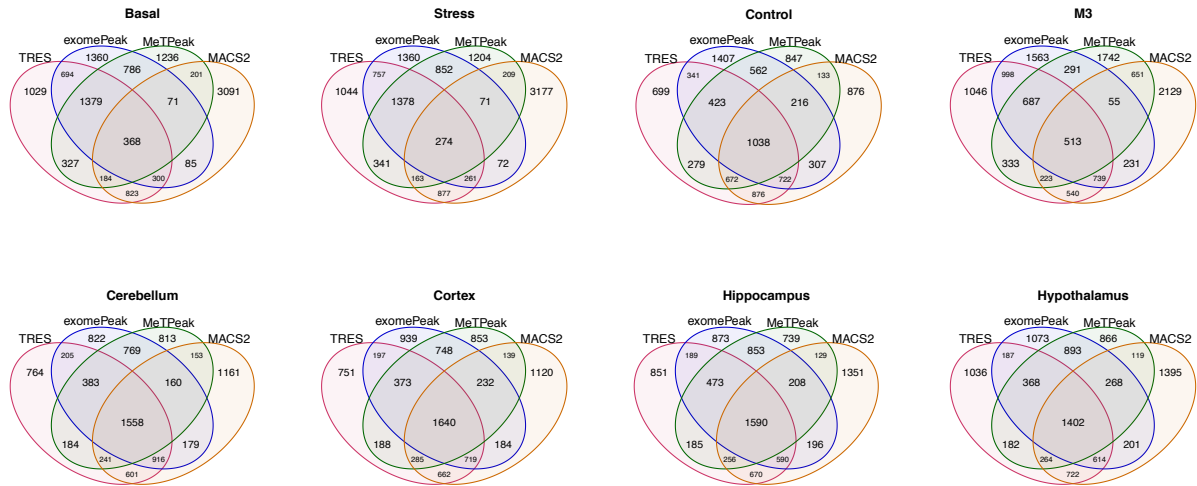 Basal
exomePeak MeTPeak
TRES 1360 1236 MACS2
694 786 201
1029 1379 71 3091
368
327 85
184 300
823
Stress
exomePeak MeTPeak
TRES 1360 1204 MACS2
757 852 209
1044 1378 71 3177
274
341 72
163 261
877
Control
exomePeak MeTPeak
TRES 1407 847 MACS2
341 562 133
699 423 216 876
1038
279 307
672 722
876
M3
exomePeak MeTPeak
TRES 1563 1742 MACS2
998 291 651
1046 687 55 2129
513
333 231
223 739
540
Cerebellum
exomePeak MeTPeak
TRES 822 813 MACS2
205 769 153
764 383 160 1161
1558
184 179
241 916
601
Cortex
exomePeak MeTPeak
TRES 939 853 MACS2
197 748 139
751 373 232 1120
1640
188 184
285 719
662
Hippocampus
exomePeak MeTPeak
TRES 873 739 MACS2
189 853 129
851 473 208 1351
1590
185 196
256 590
670
Hypothalamus
exomePeak MeTPeak
TRES 1073 866 MACS2
187 893 119
1036 368 268 1395
1402
182 201
264 614
722